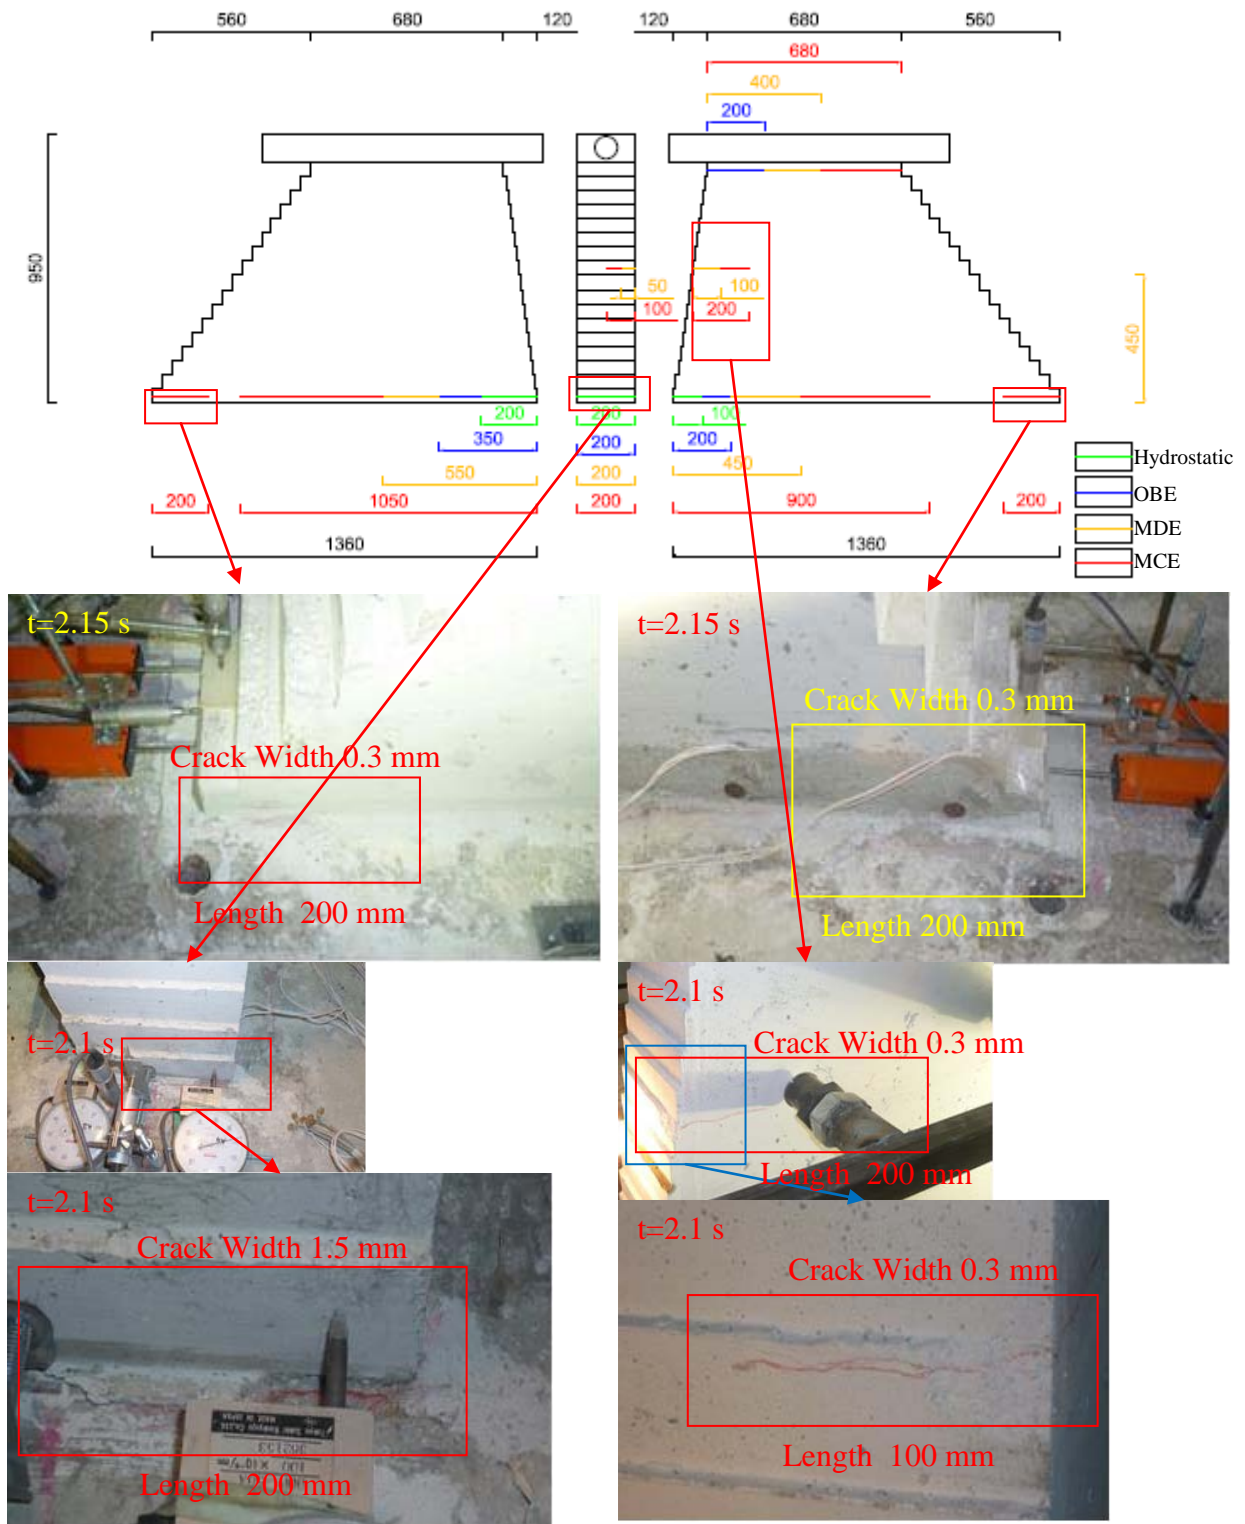 560 680 120 120 680 560
680
400
200
950
50 100
100 200
450
200 200 100
350 200 200
550 200 450
200 1050 200 900 200
1360 1360
Hydrostatic
OBE
MDE
MCE
t=2.15 s
Crack Width 0.3 mm
Length 200 mm
t=2.15 s
Crack Width 0.3 mm
Length 200 mm
t=2.1 s
t=2.1 s
Crack Width 0.3 mm
Length 200 mm
t=2.1 s
Crack Width 1.5 mm
Length 200 mm
t=2.1 s
Crack Width 0.3 mm
Length 100 mm